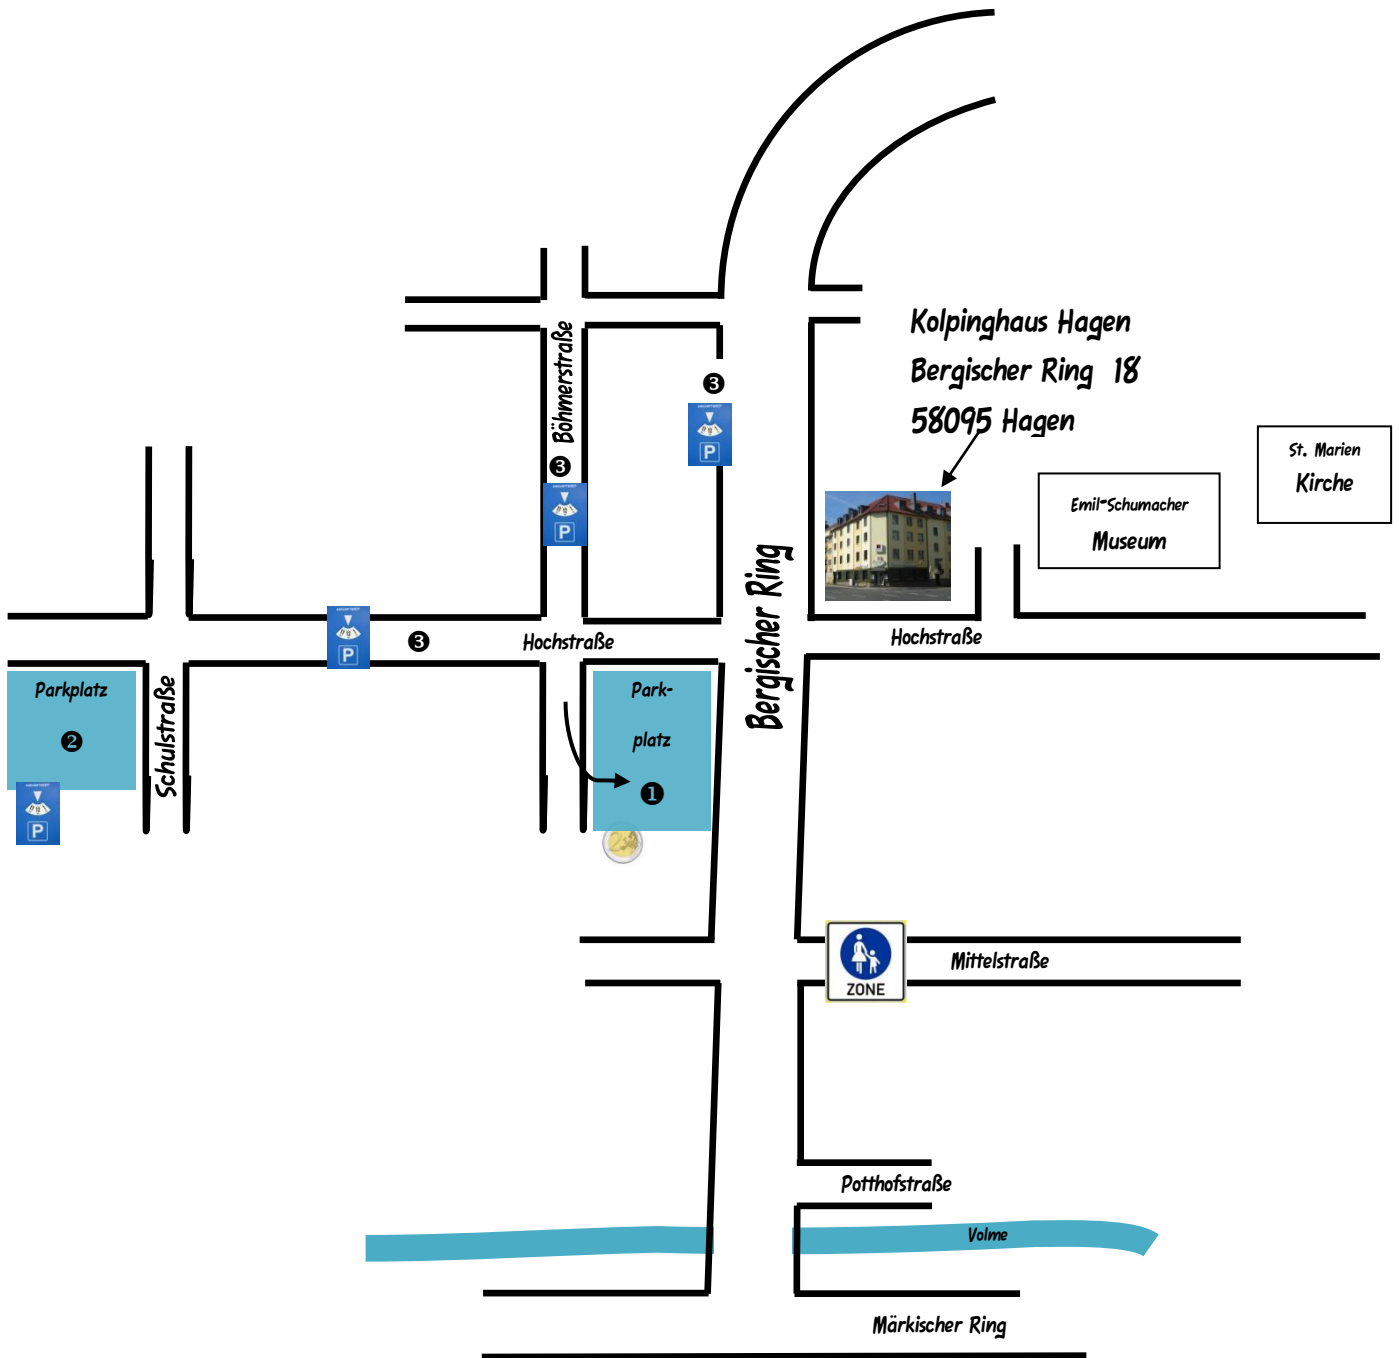 Kolpinghaus Hagen
Bergischer Ring 18
58095 Hagen
Böhmerstraße
❸
P
❸
P
St. Marien
Kirche
Emil-Schumacher
Museum
Bergischer Ring
P
❸
Hochstraße
Hochstraße
Parkplatz
❷
P
Schulstraße
Park-
platz
❶
2
Mittelstraße
ZONE
Potthofstraße
Volme
Märkischer Ring